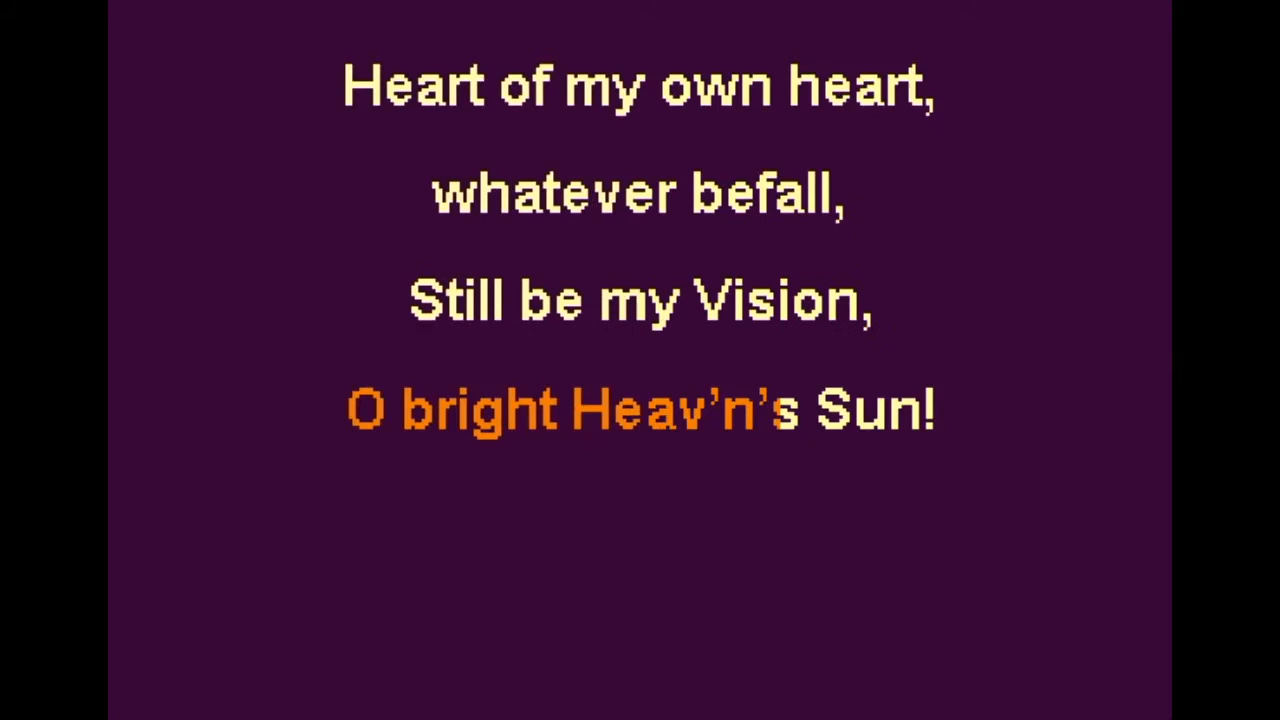 Heart of my own heart,
whatever befall,
Still be my Vision,
O bright Heav’n’s Sun!